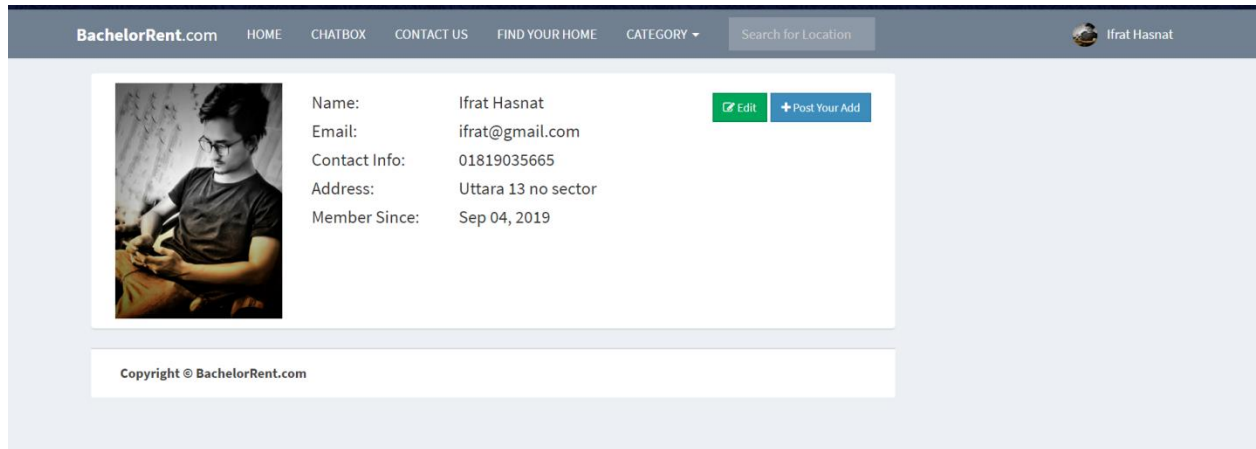 BachelorRent.com HOME CHATBOX CONTACT US FIND YOUR HOME CATEGORY Search for Location Ifrat Hasnat
Name: Ifrat Hasnat
Edit Post Your Add
Email: ifrat@gmail.com
Contact Info: 01819035665
Address: Uttara 13 no sector
Member Since: Sep 04, 2019
Copyright © BachelorRent.com